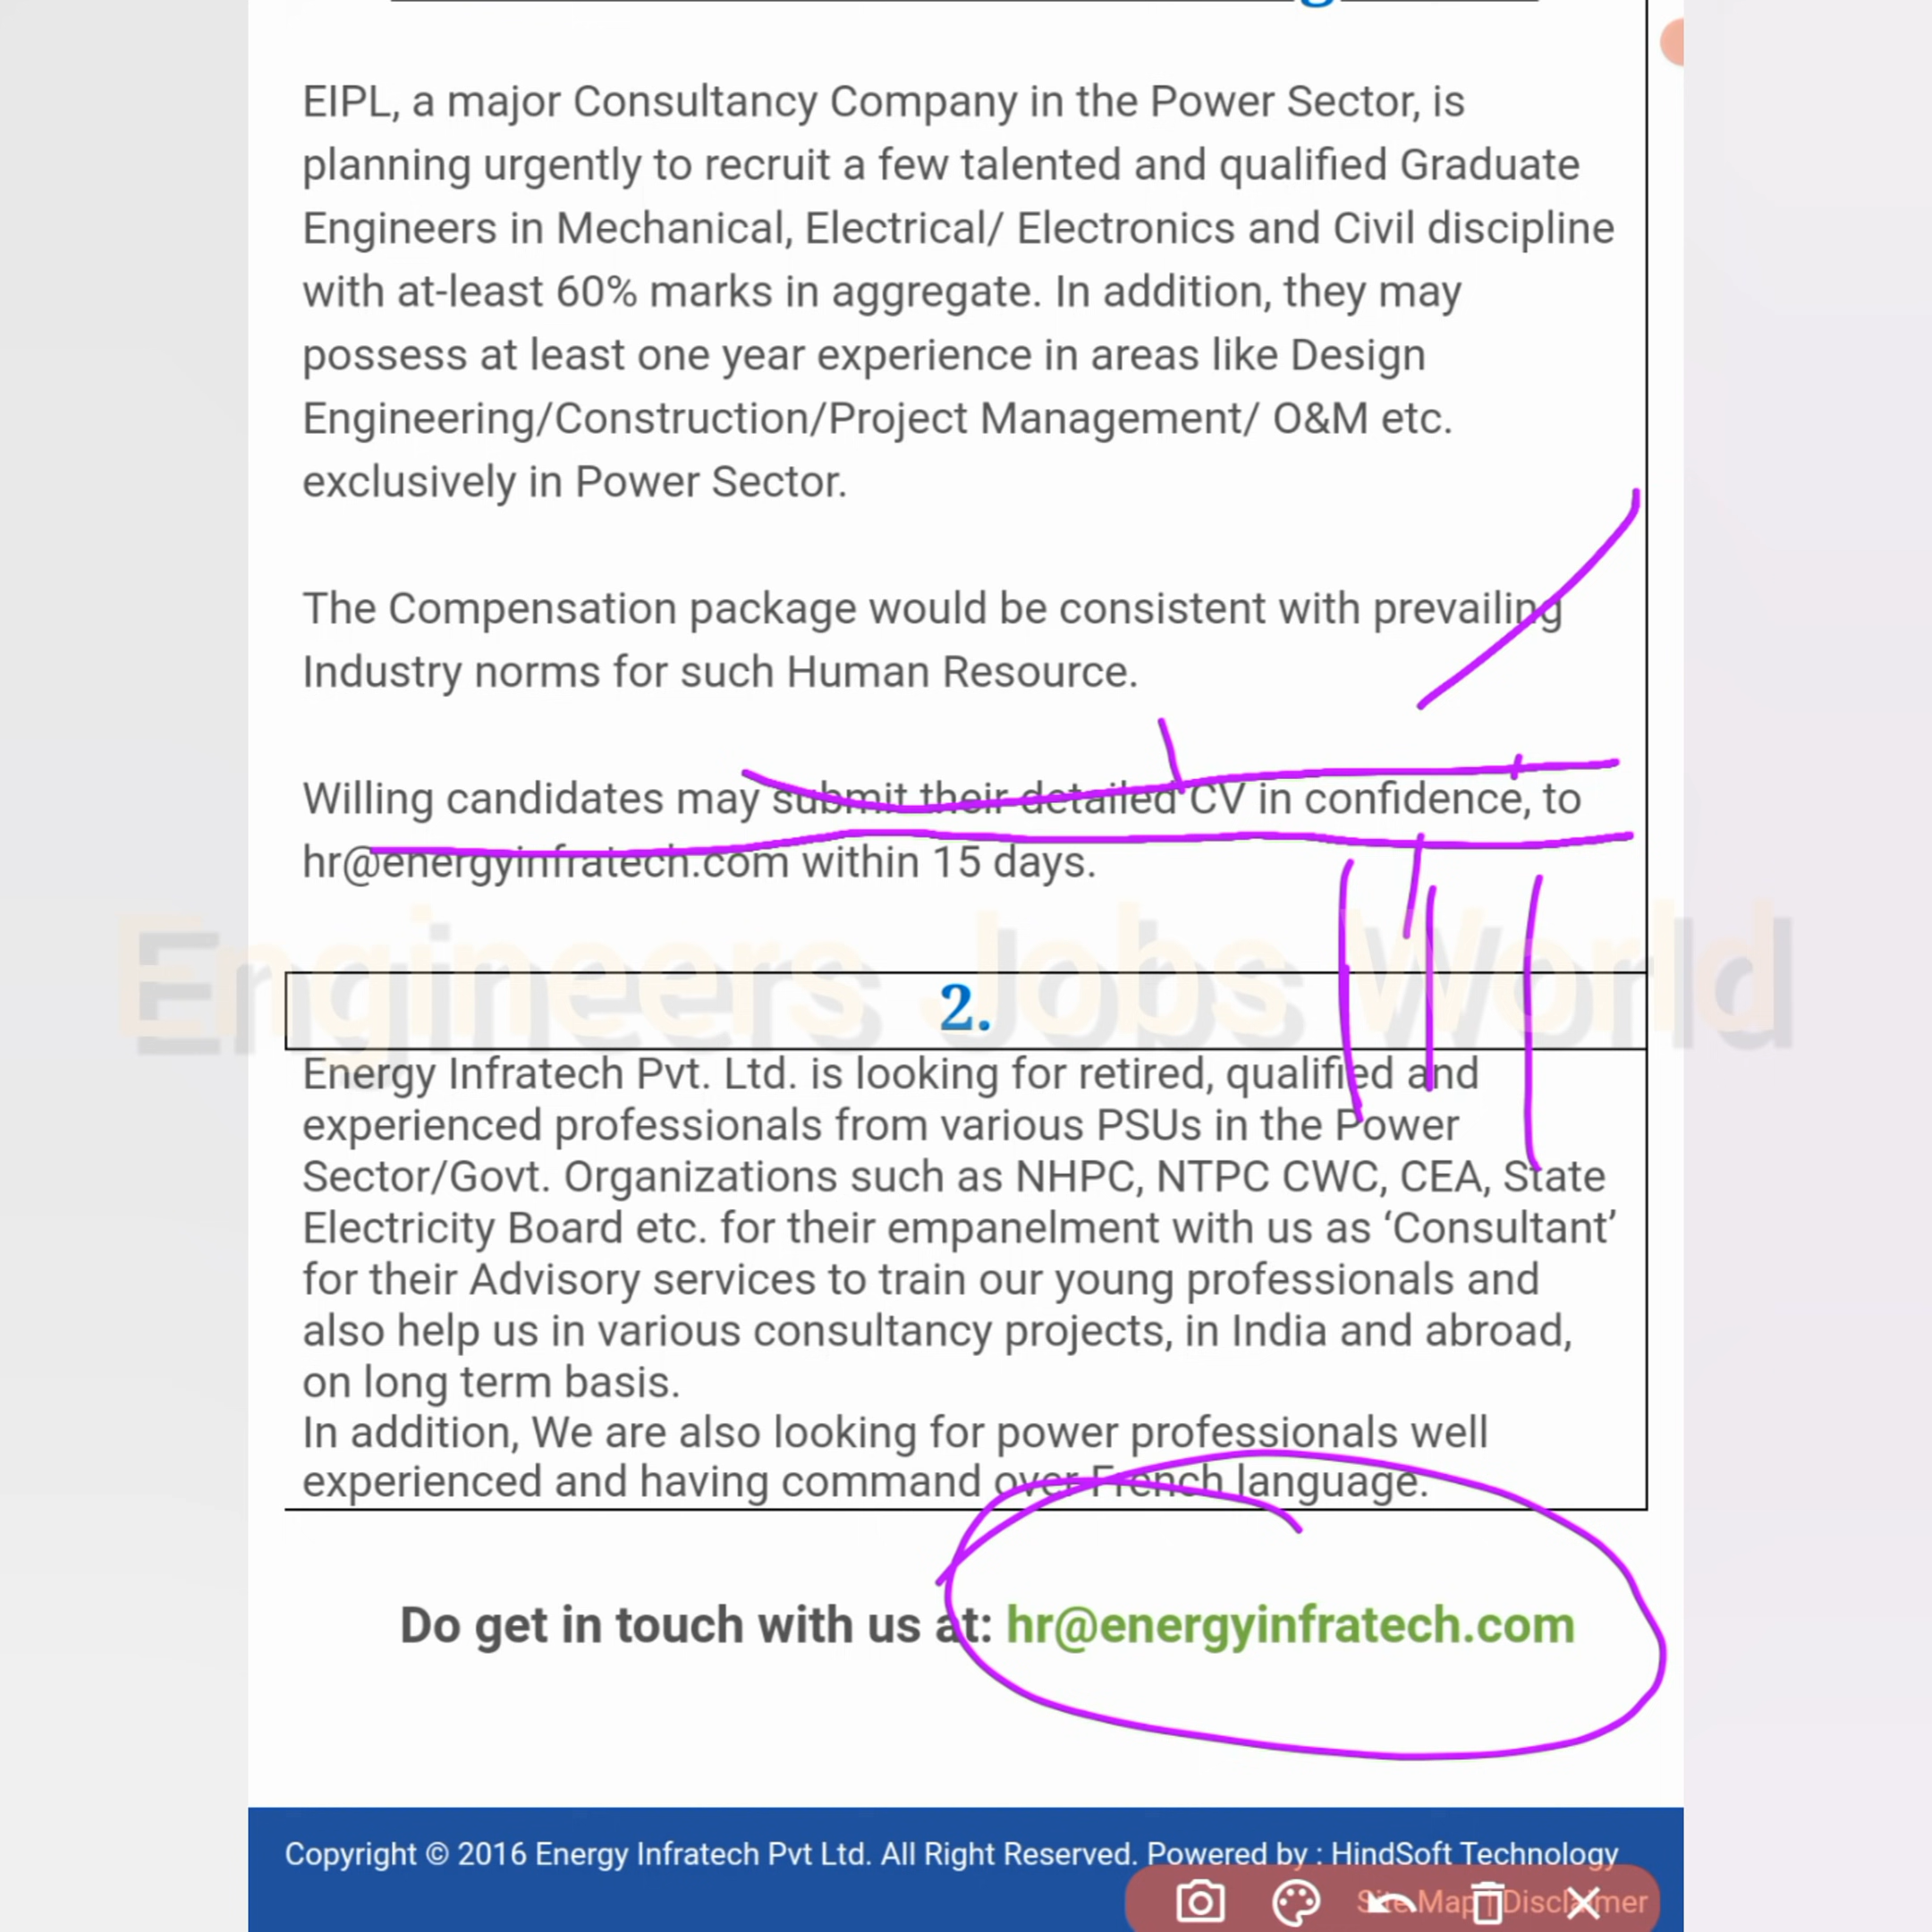 EIPL, a major Consultancy Company in the Power Sector, is
planning urgently to recruit a few talented and qualified Graduate
Engineers in Mechanical, Electrical/ Electronics and Civil discipline
with at-least 60% marks in aggregate. In addition, they may
possess at least one year experience in areas like Design
Engineering/Construction/Project Management/ O&M etc.
exclusively in Power Sector.
The Compensation package would be consistent with prevailing
Industry norms for such Human Resource.
Willing candidates may submit their detailed CV in confidence, to
hr@energyinfratech.com within 15 days.
Engineers Jobs World
2.
Energy Infratech Pvt. Ltd. is looking for retired, qualified and
experienced professionals from various PSUs in the Power
Sector/Govt. Organizations such as NHPC, NTPC CWC, CEA, State
Electricity Board etc. for their empanelment with us as ‘Consultant’
for their Advisory services to train our young professionals and
also help us in various consultancy projects, in India and abroad,
on long term basis.
In addition, We are also looking for power professionals well
experienced and having command over French language.
Do get in touch with us at: hr@energyinfratech.com
Copyright © 2016 Energy Infratech Pvt Ltd. All Right Reserved. Powered by : HindSoft Technology
Site Map | Disclaimer